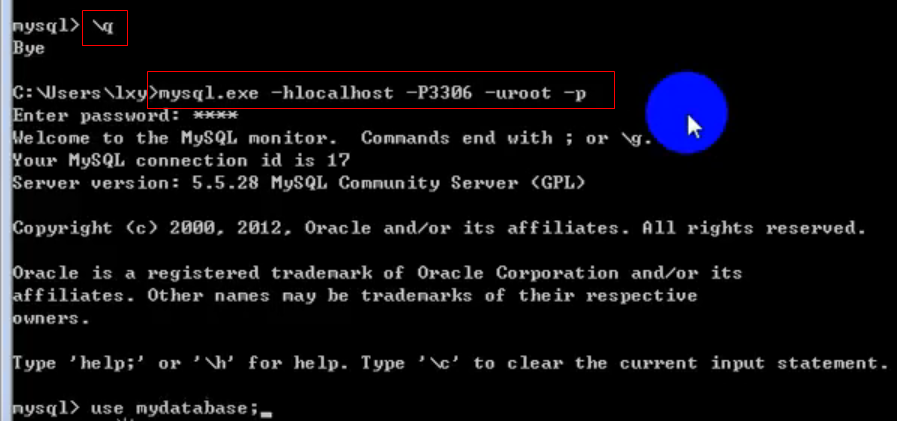 mysql> \q
Bye
C:\Users\lxy>mysql.exe -hlocalhost -P3306 -uroot -p
Enter password: ****
Welcome to the MySQL monitor.  Commands end with ; or \g.
Your MySQL connection id is 17
Server version: 5.5.28 MySQL Community Server (GPL)
Copyright (c) 2000, 2012, Oracle and/or its affiliates. All rights reserved.
Oracle is a registered trademark of Oracle Corporation and/or its
affiliates. Other names may be trademarks of their respective
owners.
Type 'help;' or '\h' for help. Type '\c' to clear the current input statement.
mysql> use mydatabase;_